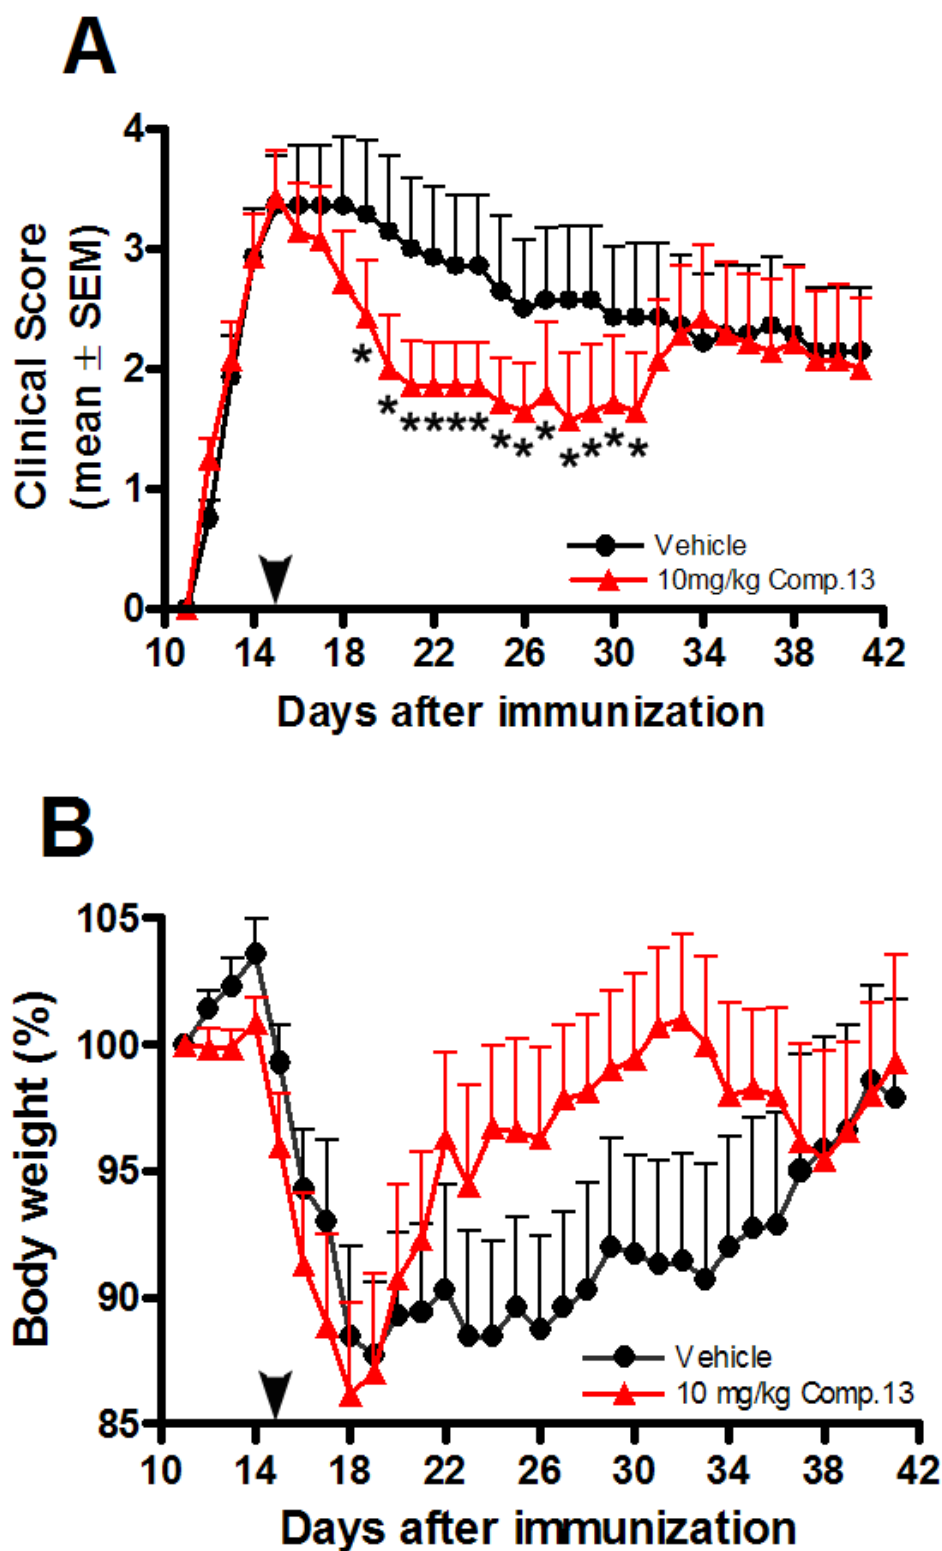 A
4
3
2
1
0
Clinical Score
(mean ± SEM)
* * * * * * * * * * * * *
Vehicle
10mg/kg Comp.13
10 14 18 22 26 30 34 38 42
Days after immunization
B
105
100
95
90
85
Body weight (%)
Vehicle
10 mg/kg Comp.13
10 14 18 22 26 30 34 38 42
Days after immunization